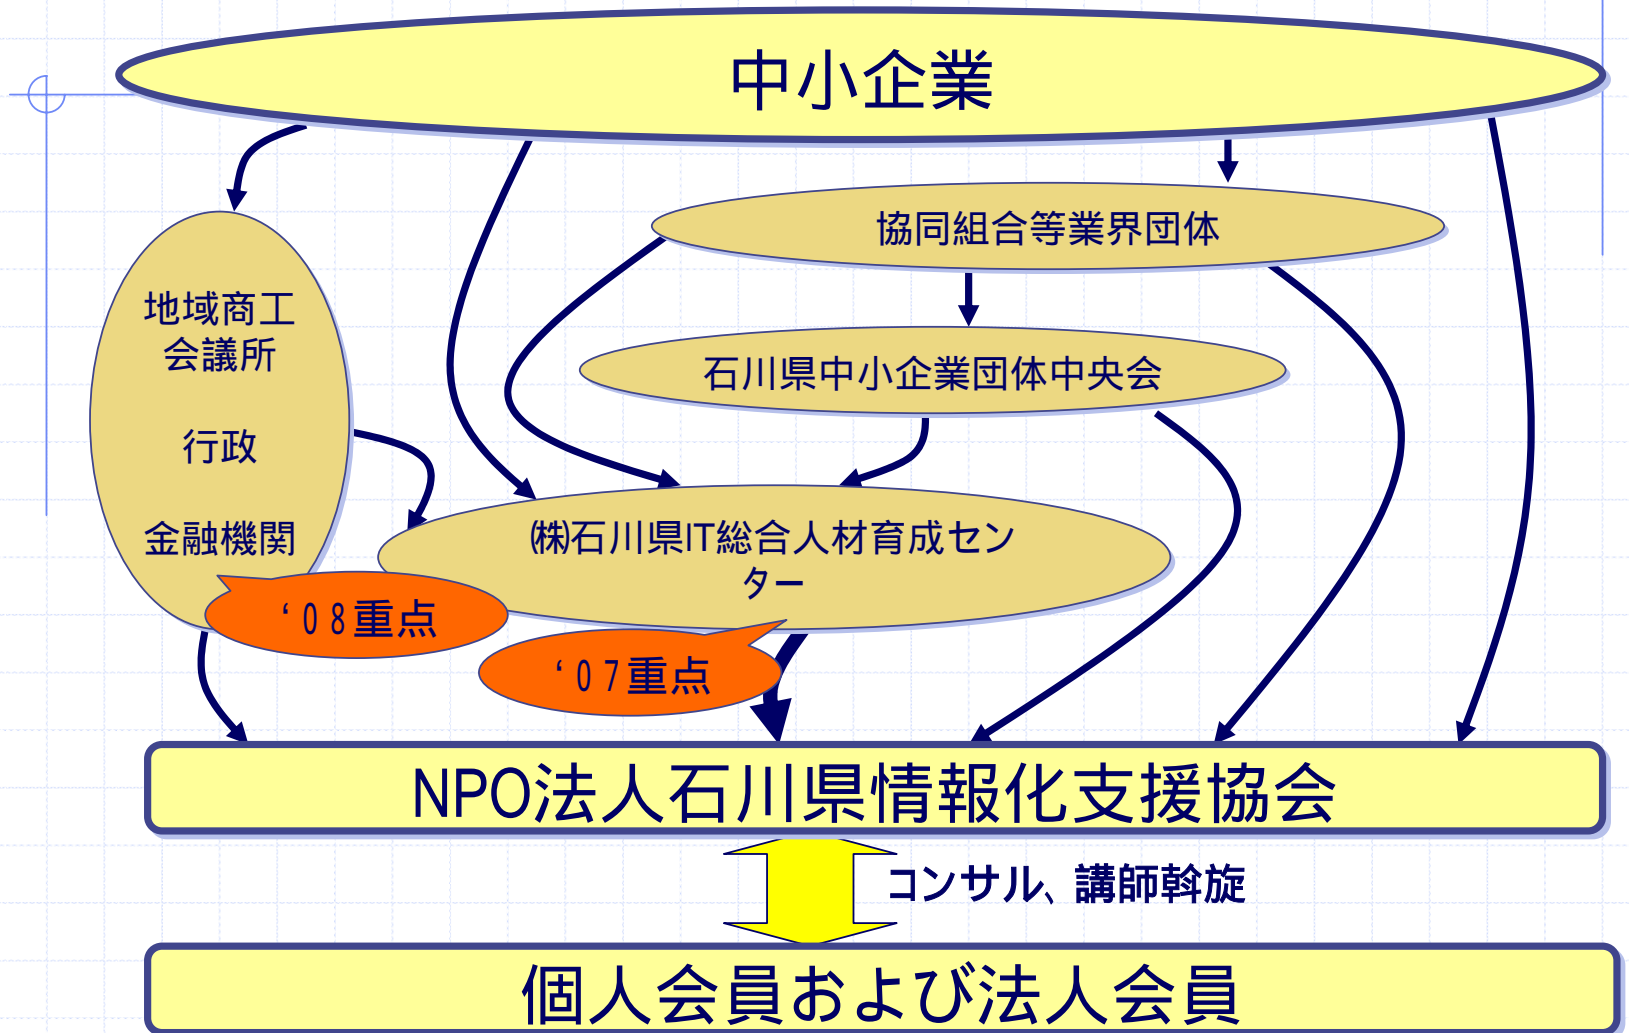 中小企業
協同組合等業界団体
地域商工
会議所
行政
金融機関
石川県中小企業団体中央会
㈱石川県IT総合人材育成セン
ター
‘０８重点
‘０７重点
NPO法人石川県情報化支援協会
コンサル、講師斡旋
個人会員および法人会員